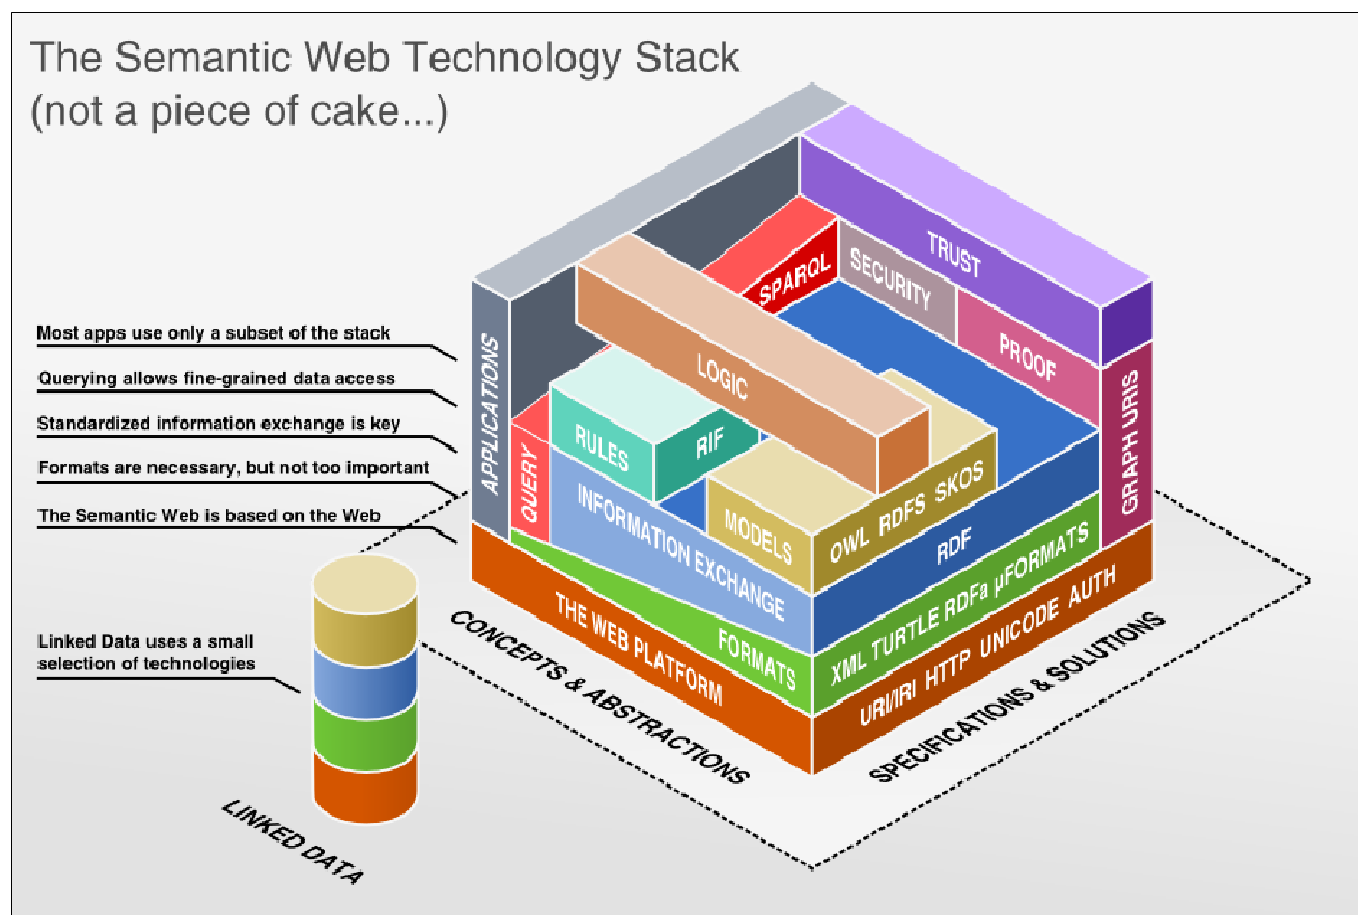 The Semantic Web Technology Stack
(not a piece of cake...)
Most apps use only a subset of the stack
Querying allows fine-grained data access
Standardized information exchange is key
Formats are necessary, but not too important
The Semantic Web is based on the Web
Linked Data uses a small
selection of technologies
LINKED DATA
APPLICATIONS
QUERY
RULES
RIF
LOGIC
SPARQL
SECURITY
TRUST
PROOF
GRAPH URIS
INFORMATION EXCHANGE
MODELS
OWL RDFS SKOS
RDF
FORMATS
XML TURTLE RDFa µFORMATS
THE WEB PLATFORM
URI/IRI HTTP UNICODE AUTH
CONCEPTS & ABSTRACTIONS
SPECIFICATIONS & SOLUTIONS